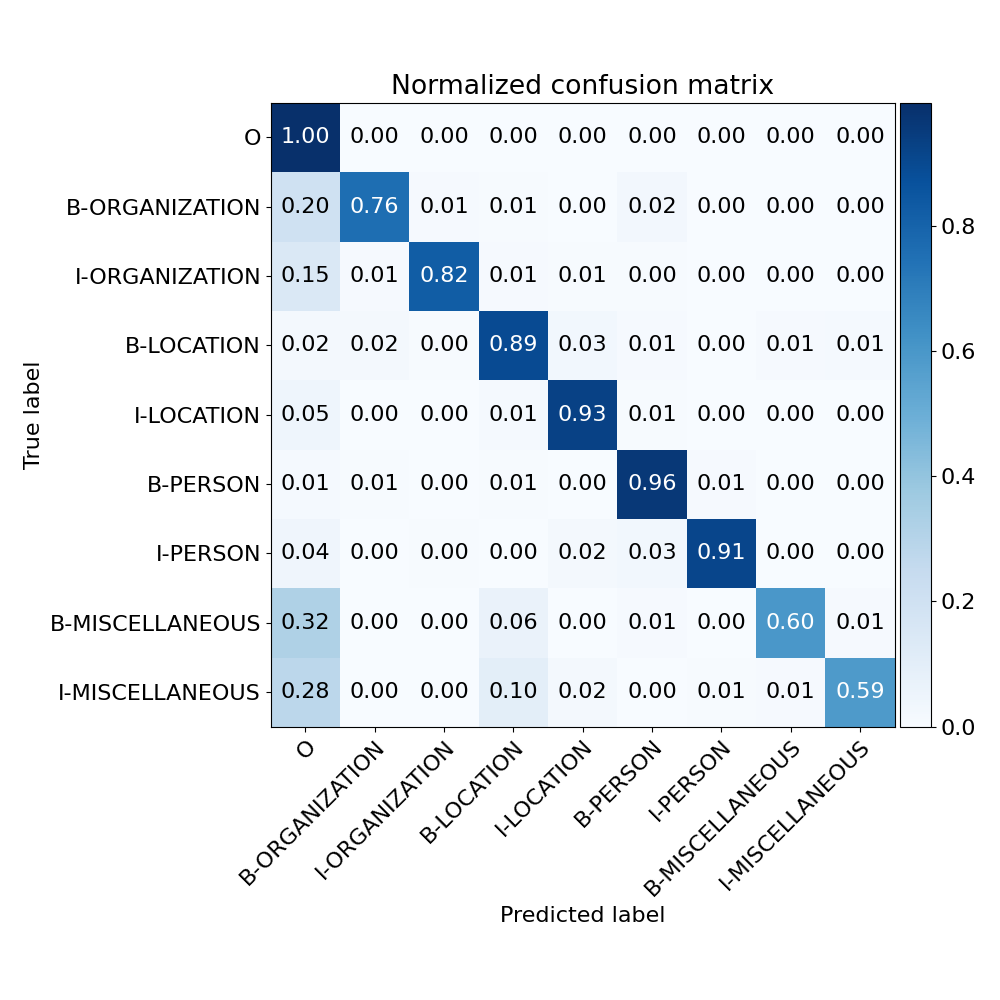 Normalized confusion matrix
True label
O 1.00 0.00 0.00 0.00 0.00 0.00 0.00 0.00 0.00
B-ORGANIZATION 0.20 0.76 0.01 0.01 0.00 0.02 0.00 0.00 0.00
I-ORGANIZATION 0.15 0.01 0.82 0.01 0.01 0.00 0.00 0.00 0.00
B-LOCATION 0.02 0.02 0.00 0.89 0.03 0.01 0.00 0.01 0.01
I-LOCATION 0.05 0.00 0.00 0.01 0.93 0.01 0.00 0.00 0.00
B-PERSON 0.01 0.01 0.00 0.01 0.00 0.96 0.01 0.00 0.00
I-PERSON 0.04 0.00 0.00 0.00 0.02 0.03 0.91 0.00 0.00
B-MISCELLANEOUS 0.32 0.00 0.00 0.06 0.00 0.01 0.00 0.60 0.01
I-MISCELLANEOUS 0.28 0.00 0.00 0.10 0.02 0.00 0.01 0.01 0.59
O
B-ORGANIZATION
I-ORGANIZATION
B-LOCATION
I-LOCATION
B-PERSON
I-PERSON
B-MISCELLANEOUS
I-MISCELLANEOUS
Predicted label
0.8
0.6
0.4
0.2
0.0